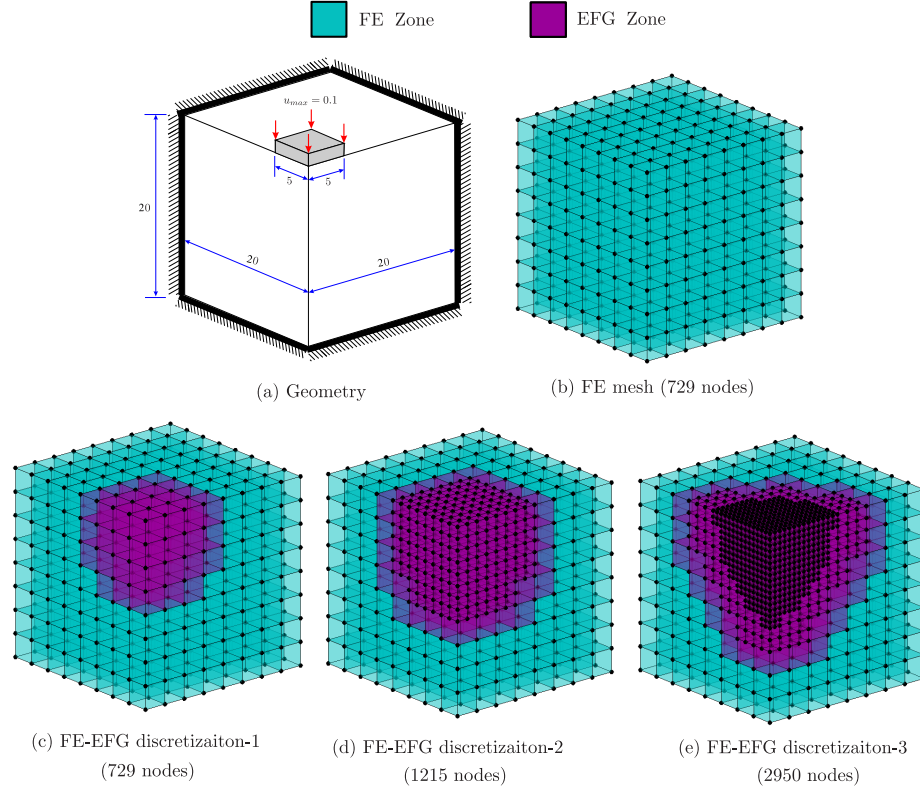 FE Zone
EFG Zone
u_max = 0.1
5
5
20
20
20
(a) Geometry
(b) FE mesh (729 nodes)
(c) FE-EFG discretizaiton-1
(729 nodes)
(d) FE-EFG discretizaiton-2
(1215 nodes)
(e) FE-EFG discretizaiton-3
(2950 nodes)